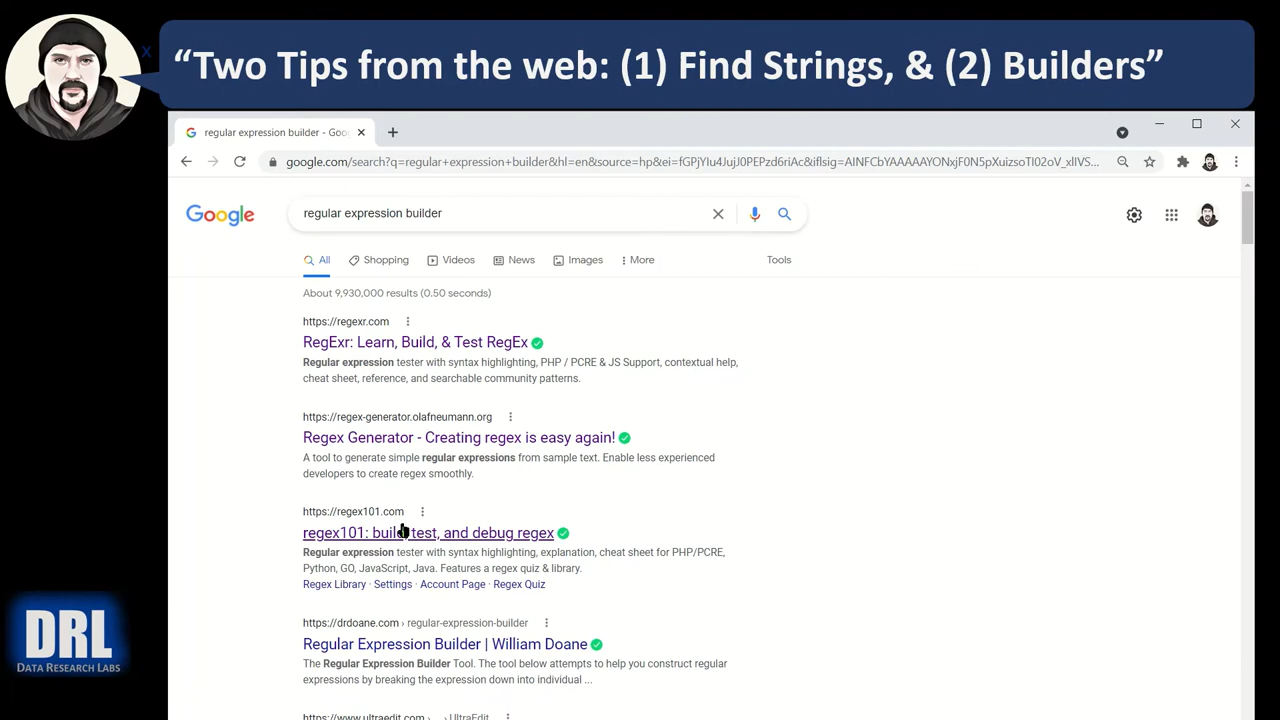 X
“Two Tips from the web: (1) Find Strings, & (2) Builders”
regular expression builder - Goo
google.com/search?q=regular+expression+builder&hl=en&source=hp&ei=fGPjYIu4JujJ0PEPZd6riAc&iflsig=AINFCbYAAAAAYONxjF0N5pXuizsoTI02oV_xlIVS...
Google
regular expression builder
All
Shopping
Videos
News
Images
More
Tools
About 9,930,000 results (0.50 seconds)
https://regexr.com
RegExr: Learn, Build, & Test RegEx
Regular expression tester with syntax highlighting, PHP / PCRE & JS Support, contextual help,
cheat sheet, reference, and searchable community patterns.
https://regex-generator.olafneumann.org
Regex Generator - Creating regex is easy again!
A tool to generate simple regular expressions from sample text. Enable less experienced
developers to create regex smoothly.
https://regex101.com
regex101: build, test, and debug regex
Regular expression tester with syntax highlighting, explanation, cheat sheet for PHP/PCRE,
Python, GO, JavaScript, Java. Features a regex quiz & library.
Regex Library · Settings · Account Page · Regex Quiz
https://drdoane.com › regular-expression-builder
Regular Expression Builder | William Doane
The Regular Expression Builder Tool. The tool below attempts to help you construct regular
expressions by breaking the expression down into individual ...
https://www.ultraedit.com › UltraEdit
DRL
DATA RESEARCH LABS